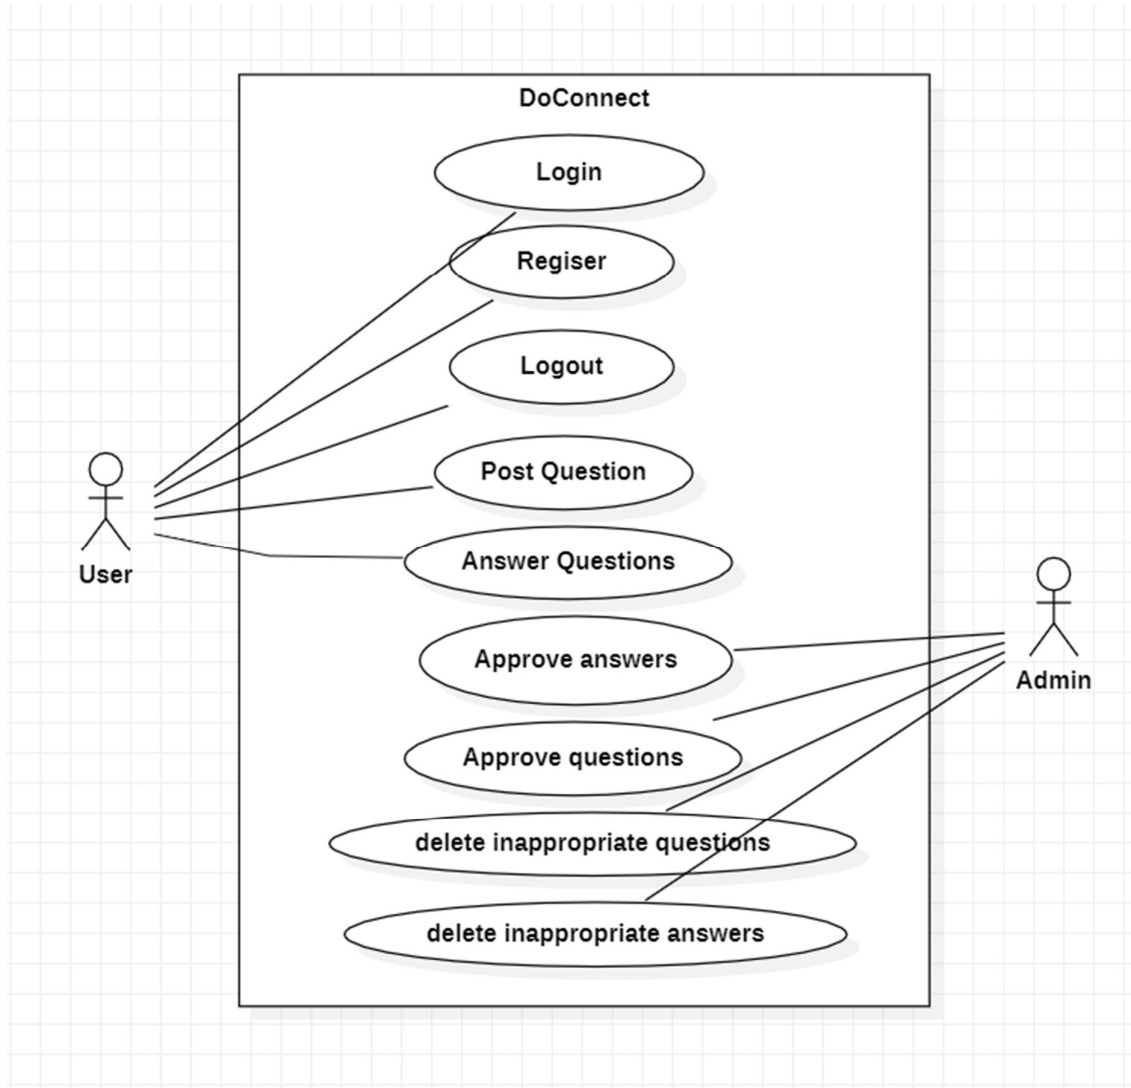 DoConnect
Login
Regiser
Logout
Post Question
Answer Questions
User
Approve answers
Admin
Approve questions
delete inappropriate questions
delete inappropriate answers